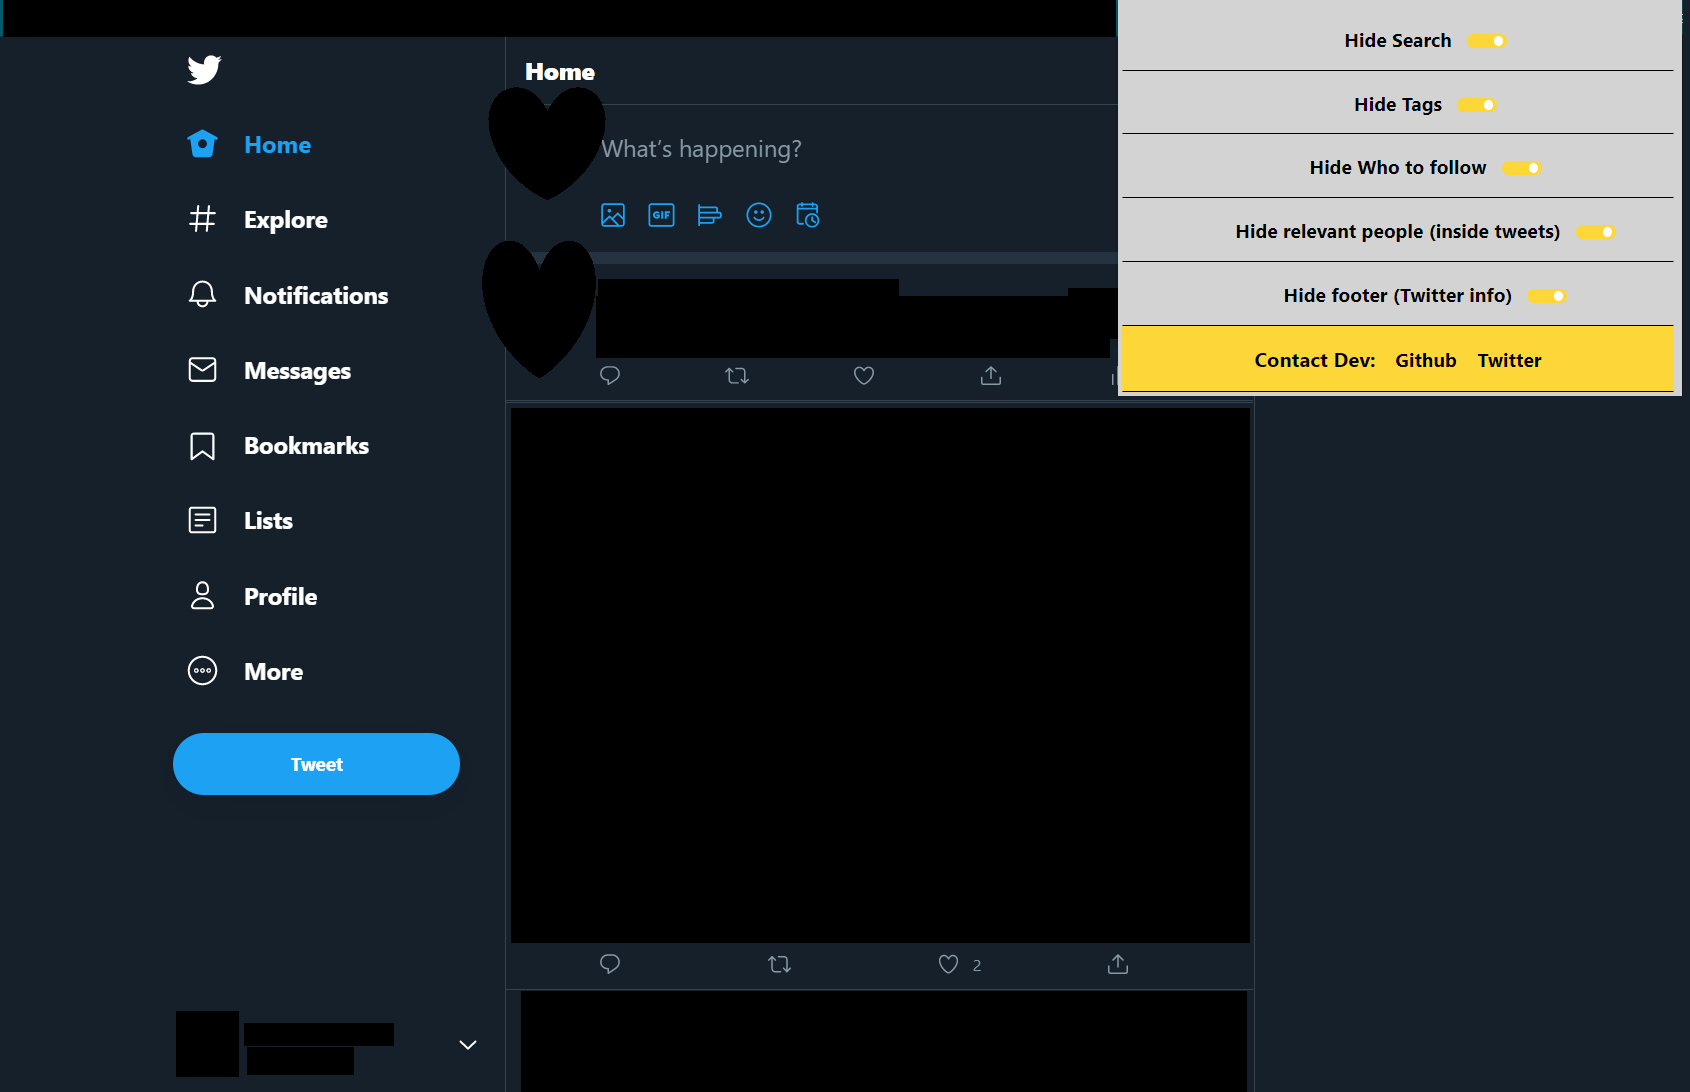 Home
Explore
Notifications
Messages
Bookmarks
Lists
Profile
More
Tweet
Home
What's happening?
GIF
2
Hide Search
Hide Tags
Hide Who to follow
Hide relevant people (inside tweets)
Hide footer (Twitter info)
Contact Dev: Github Twitter